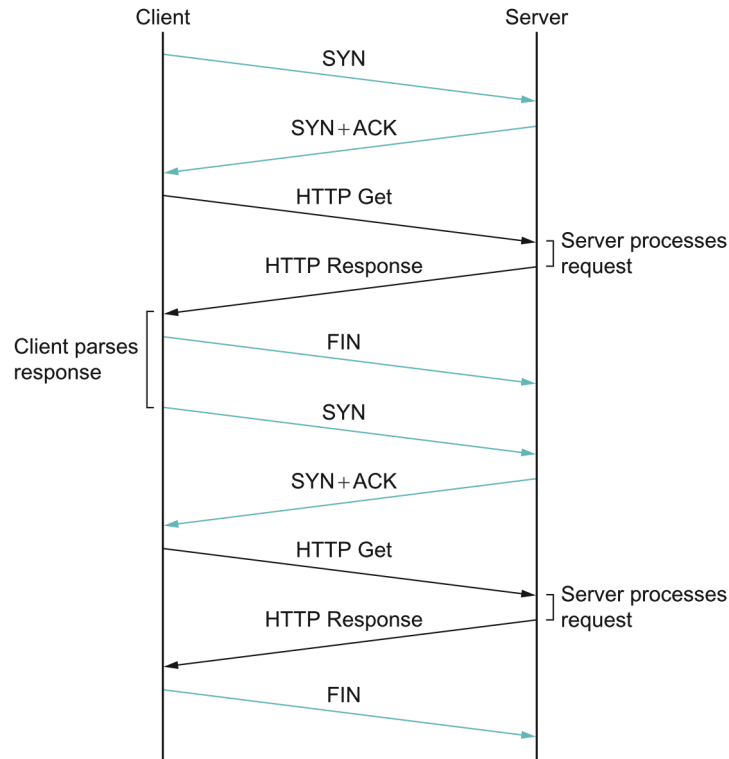 Client
Server
SYN
SYN+ACK
HTTP Get
Server processes
request
HTTP Response
Client parses
response
FIN
SYN
SYN+ACK
HTTP Get
Server processes
request
HTTP Response
FIN